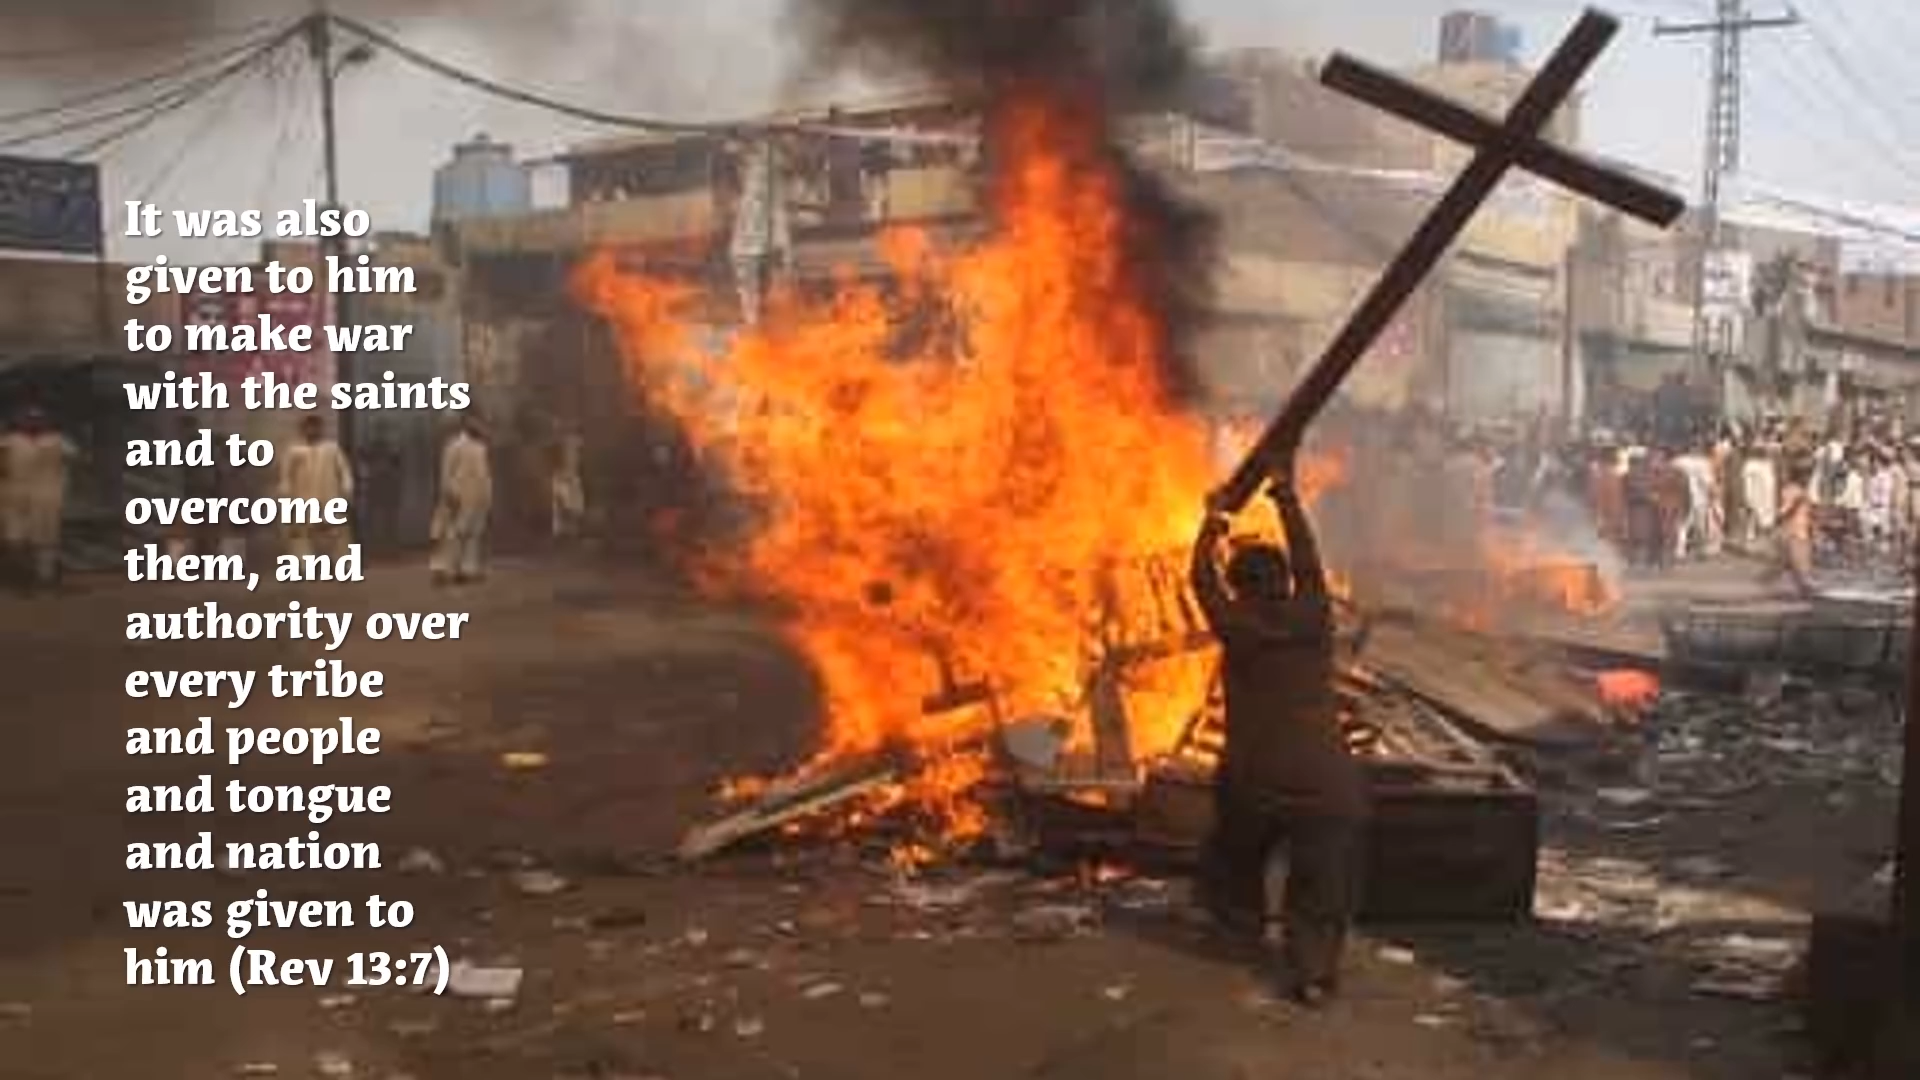 It was also
given to him
to make war
with the saints
and to
overcome
them, and
authority over
every tribe
and people
and tongue
and nation
was given to
him (Rev 13:7)